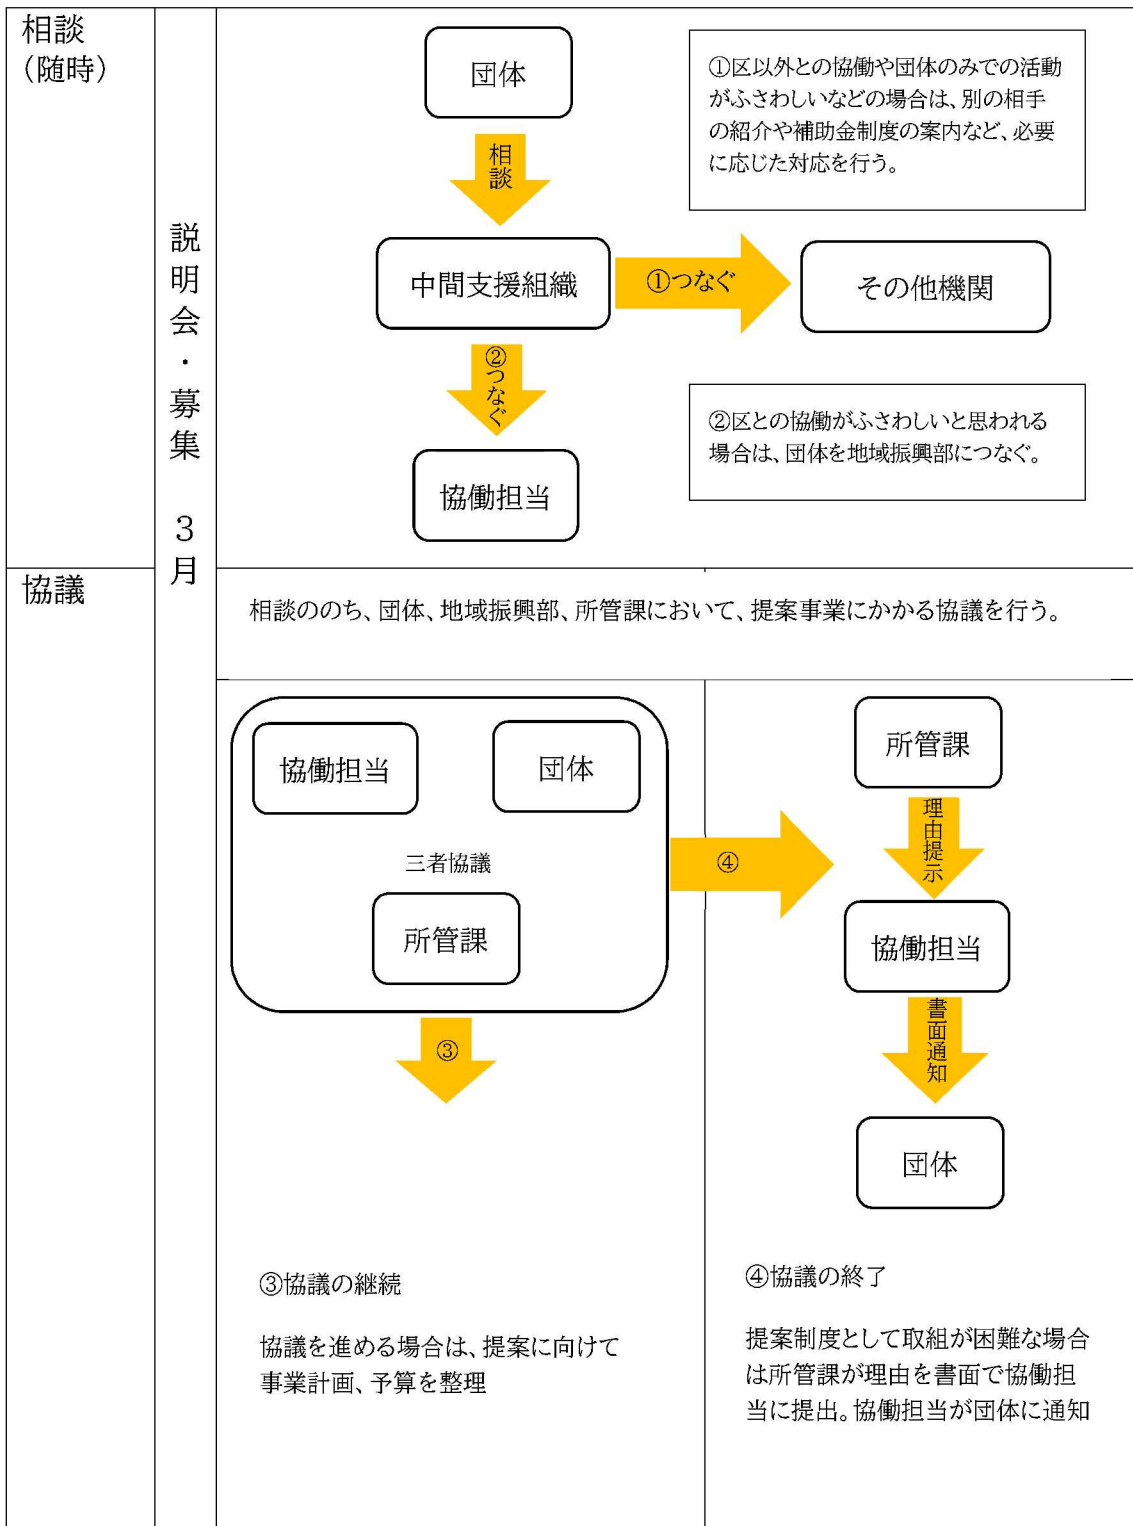 相談
（随時）
説明会・募集　３月
団体
相談
①区以外との協働や団体のみでの活動
がふさわしいなどの場合は、別の相手
の紹介や補助金制度の案内など、必要
に応じた対応を行う。
中間支援組織
①つなぐ
その他機関
②つなぐ
②区との協働がふさわしいと思われる
場合は、団体を地域振興部につなぐ。
協働担当
協議
相談ののち、団体、地域振興部、所管課において、提案事業にかかる協議を行う。
協働担当
団体
三者協議
所管課
③
④
所管課
理由提示
協働担当
書面通知
団体
③協議の継続
協議を進める場合は、提案に向けて
事業計画、予算を整理
④協議の終了
提案制度として取組が困難な場合
は所管課が理由を書面で協働担
当に提出。協働担当が団体に通知